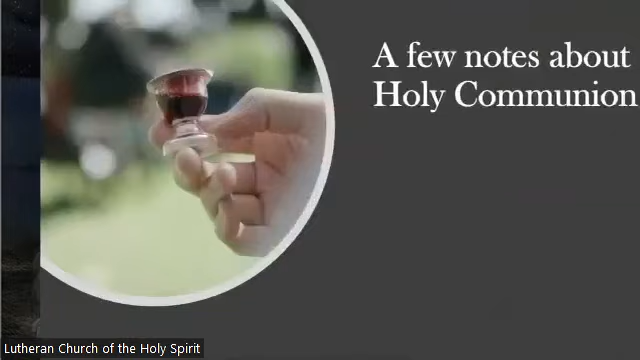 A few notes about
Holy Communion
Lutheran Church of the Holy Spirit